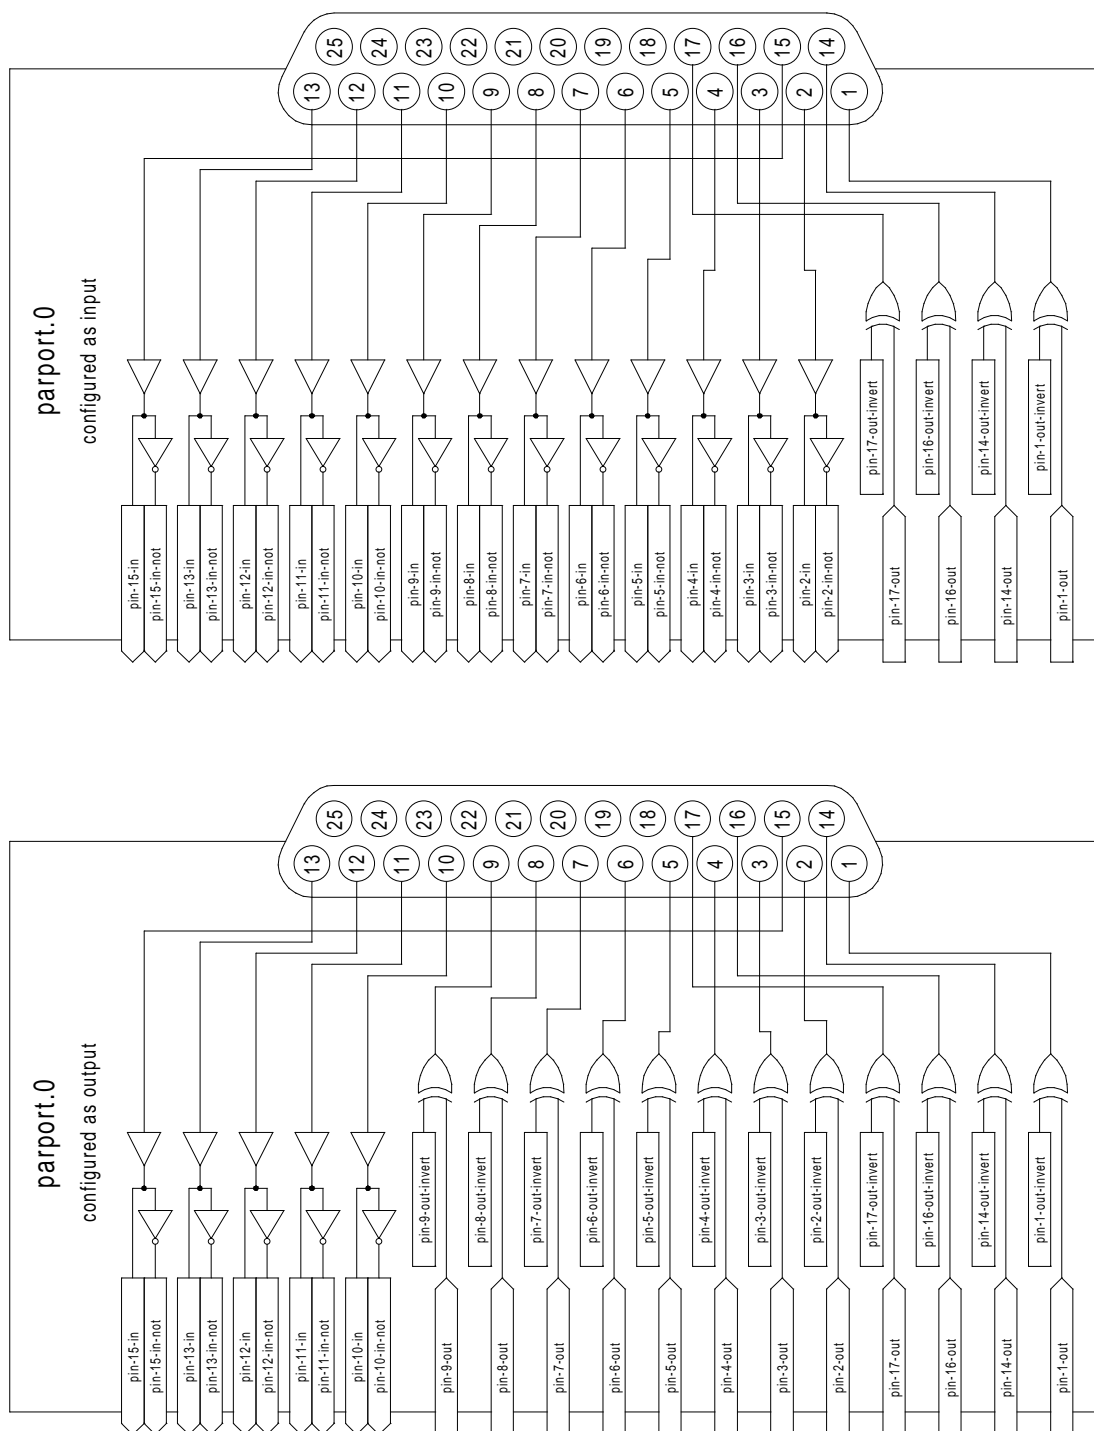 25
24
23
22
21
20
19
18
17
16
15
14
13
12
11
10
9
8
7
6
5
4
3
2
1
parport.0
configured as input
pin-15-in
pin-15-in-not
pin-13-in
pin-13-in-not
pin-12-in
pin-12-in-not
pin-11-in
pin-11-in-not
pin-10-in
pin-10-in-not
pin-9-in
pin-9-in-not
pin-8-in
pin-8-in-not
pin-7-in
pin-7-in-not
pin-6-in
pin-6-in-not
pin-5-in
pin-5-in-not
pin-4-in
pin-4-in-not
pin-3-in
pin-3-in-not
pin-2-in
pin-2-in-not
pin-17-out-invert
pin-17-out
pin-16-out-invert
pin-16-out
pin-14-out-invert
pin-14-out
pin-1-out-invert
pin-1-out
25
24
23
22
21
20
19
18
17
16
15
14
13
12
11
10
9
8
7
6
5
4
3
2
1
parport.0
configured as output
pin-15-in
pin-15-in-not
pin-13-in
pin-13-in-not
pin-12-in
pin-12-in-not
pin-11-in
pin-11-in-not
pin-10-in
pin-10-in-not
pin-9-out-invert
pin-9-out
pin-8-out-invert
pin-8-out
pin-7-out-invert
pin-7-out
pin-6-out-invert
pin-6-out
pin-5-out-invert
pin-5-out
pin-4-out-invert
pin-4-out
pin-3-out-invert
pin-3-out
pin-2-out-invert
pin-2-out
pin-17-out-invert
pin-17-out
pin-16-out-invert
pin-16-out
pin-14-out-invert
pin-14-out
pin-1-out-invert
pin-1-out